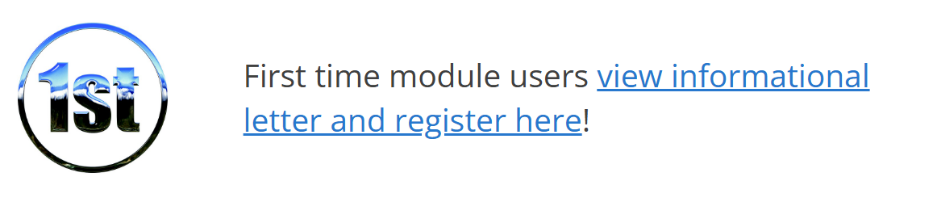 1st
First time module users view informational
letter and register here!